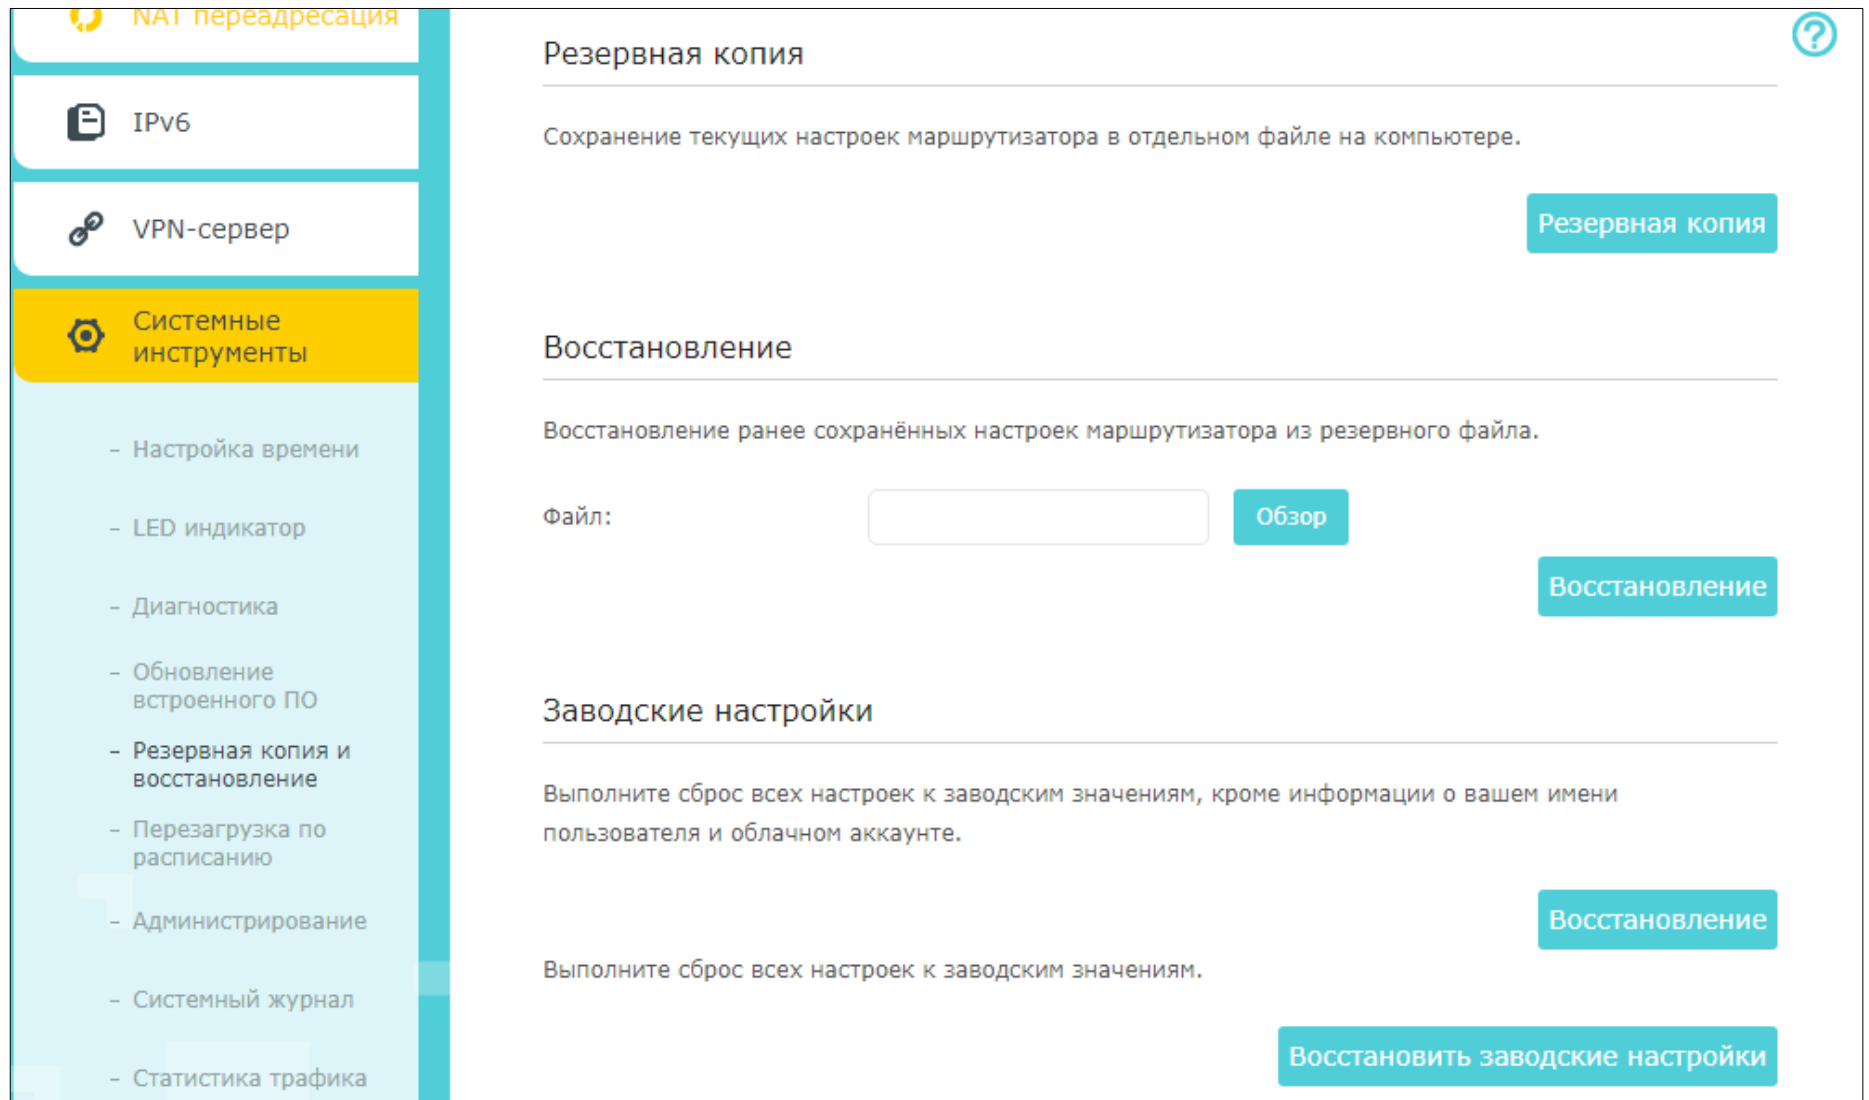 NAT переадресация
IPv6
VPN-сервер
Системные
инструменты
– Настройка времени
– LED индикатор
– Диагностика
– Обновление
встроенного ПО
– Резервная копия и
восстановление
– Перезагрузка по
расписанию
– Администрирование
– Системный журнал
– Статистика трафика
?
Резервная копия
Сохранение текущих настроек маршрутизатора в отдельном файле на компьютере.
Резервная копия
Восстановление
Восстановление ранее сохранённых настроек маршрутизатора из резервного файла.
Файл:
Обзор
Восстановление
Заводские настройки
Выполните сброс всех настроек к заводским значениям, кроме информации о вашем имени
пользователя и облачном аккаунте.
Восстановление
Выполните сброс всех настроек к заводским значениям.
Восстановить заводские настройки